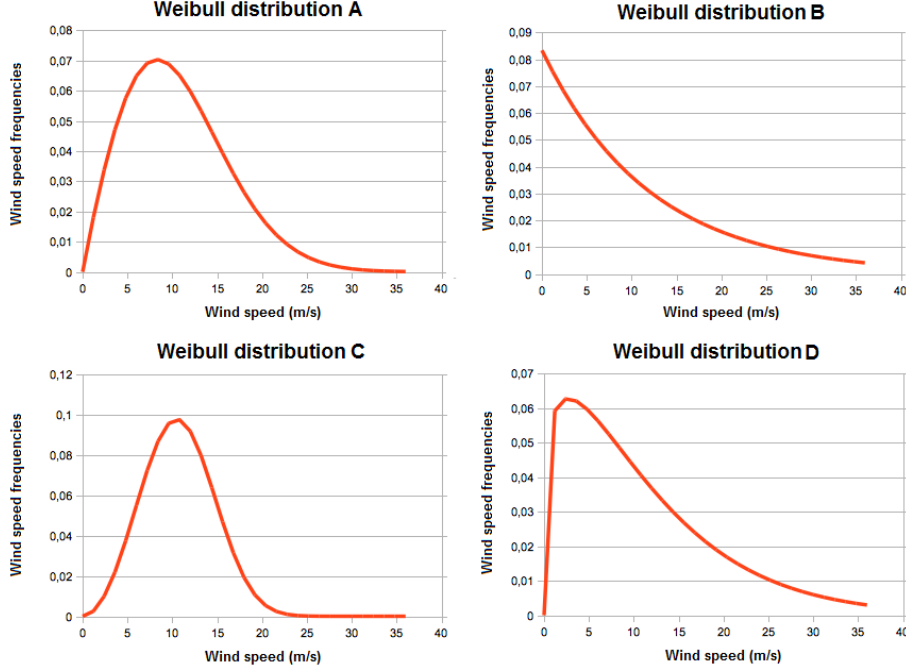 Weibull distribution A
Wind speed frequencies
0,08
0,07
0,06
0,05
0,04
0,03
0,02
0,01
0
0 5 10 15 20 25 30 35 40
Wind speed (m/s)
Weibull distribution B
Wind speed frequencies
0,09
0,08
0,07
0,06
0,05
0,04
0,03
0,02
0,01
0
0 5 10 15 20 25 30 35 40
Wind speed (m/s)
Weibull distribution C
Wind speed frequencies
0,12
0,1
0,08
0,06
0,04
0,02
0
0 5 10 15 20 25 30 35 40
Wind speed (m/s)
Weibull distribution D
Wind speed frequencies
0,07
0,06
0,05
0,04
0,03
0,02
0,01
0,00
0 5 10 15 20 25 30 35 40
Wind speed (m/s)